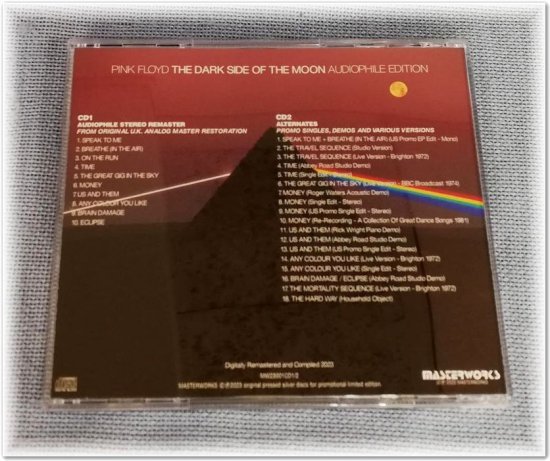 PINK FLOYD THE DARK SIDE OF THE MOON AUDIOPHILE EDITION
CD1
AUDIOPHILE STEREO REMASTER
FROM ORIGINAL U.K. ANALOG MASTER RESTORATION
1. SPEAK TO ME
2. BREATHE (IN THE AIR)
3. ON THE RUN
4. TIME
5. THE GREAT GIG IN THE SKY
6. MONEY
7. US AND THEM
8. ANY COLOUR YOU LIKE
9. BRAIN DAMAGE
10. ECLIPSE
CD2
ALTERNATES
PROMO SINGLES, DEMOS AND VARIOUS VERSIONS
1. SPEAK TO ME + BREATHE (IN THE AIR) (US Promo EP Edit - Mono)
2. THE TRAVEL SEQUENCE (Studio Version)
3. THE TRAVEL SEQUENCE (Live Version - Brighton 1972)
4. TIME (Abbey Road Studio Demo)
5. TIME (Single Edit - Stereo)
6. THE GREAT GIG IN THE SKY (Live Version - BBC Broadcast 1974)
7. MONEY (Roger Waters Acoustic Demo)
8. MONEY (Single Edit - Stereo)
9. MONEY (US Promo Single Edit - Stereo)
10. MONEY (Re-Recording - A Collection Of Great Dance Songs 1981)
11. US AND THEM (Rick Wright Piano Demo)
12. US AND THEM (Abbey Road Studio Demo)
13. US AND THEM (US Promo Single Edit - Stereo)
14. ANY COLOUR YOU LIKE (Live Version - Brighton 1972)
15. ANY COLOUR YOU LIKE (Single Edit - Stereo)
16. BRAIN DAMAGE / ECLIPSE (Abbey Road Studio Demo)
17. THE MORTALITY SEQUENCE (Live Version - Brighton 1972)
18. THE HARD WAY (Household Object)
Digitally Remastered and Compiled 2023
MASTERWORKS © ℗ 2023 original pressed silver discs for promotional limited edition
MASTERWORKS